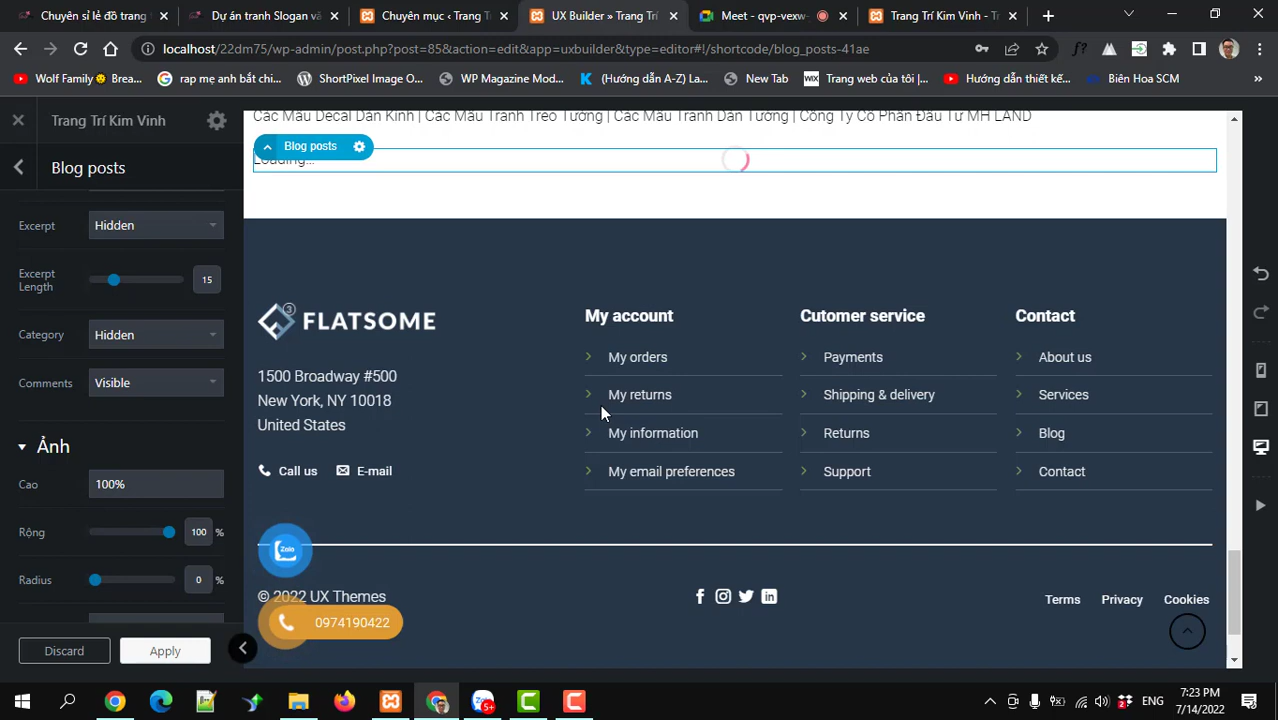 Chuyên sỉ lẻ đồ trang t
Dự án tranh Slogan vă
Chuyên mục ‹ Trang T
UX Builder » Trang Trí
Meet - qvp-vexw-
Trang Trí Kim Vinh - T
localhost/22dm75/wp-admin/post.php?post=85&action=edit&app=uxbuilder&type=editor#!/shortcode/blog_posts-41ae
Wolf Family Brea...
rap mẹ anh bắt chi...
ShortPixel Image O...
WP Magazine Mod...
(Hướng dẫn A-Z) La...
New Tab
WIX Trang web của tôi |...
Hướng dẫn thiết kế...
Biên Hoa SCM
Trang Trí Kim Vinh
Blog posts
Excerpt
Hidden
Excerpt Length
15
Category
Hidden
Comments
Visible
Ảnh
Cao
100%
Rộng
100 %
Radius
0 %
Discard
Apply
Các Mẫu Decal Dán Kính | Các Mẫu Tranh Treo Tường | Các Mẫu Tranh Dán Tường | Công Ty Cổ Phần Đầu Tư MH LAND
Blog posts
Loading...
3
FLATSOME
1500 Broadway #500
New York, NY 10018
United States
Call us
E-mail
My account
My orders
My returns
My information
My email preferences
Cutomer service
Payments
Shipping & delivery
Returns
Support
Contact
About us
Services
Blog
Contact
Zalo
© 2022 UX Themes
0974190422
Terms
Privacy
Cookies
5+
ENG
7:23 PM
7/14/2022
2